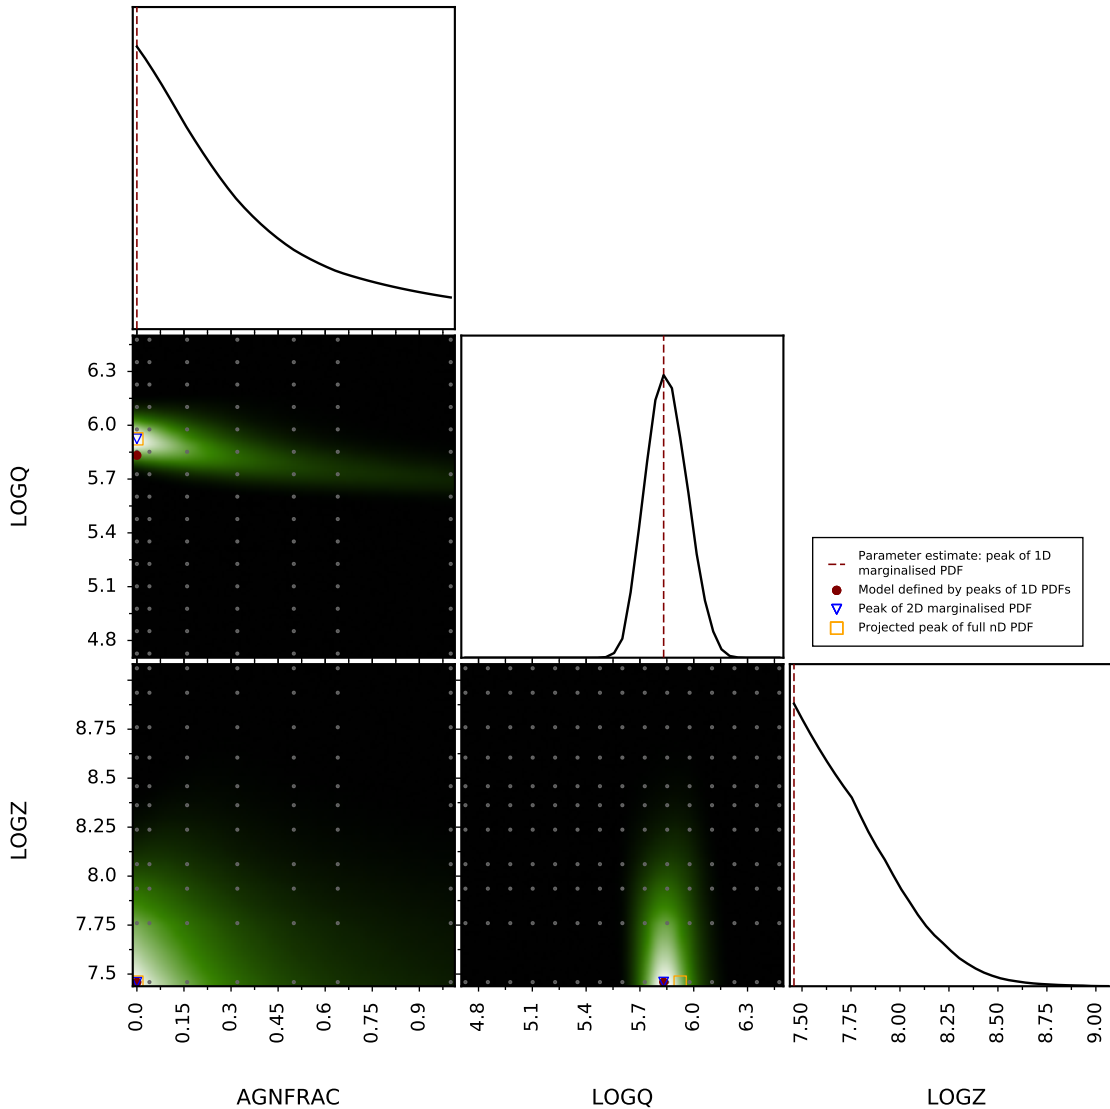 6.3
6.0
5.7
5.4
5.1
4.8
LOGQ
Parameter estimate: peak of 1D
marginalised PDF
Model defined by peaks of 1D PDFs
Peak of 2D marginalised PDF
Projected peak of full nD PDF
8.75
8.5
8.25
8.0
7.75
7.5
LOGZ
0.0 0.15 0.3 0.45 0.6 0.75 0.9
4.8 5.1 5.4 5.7 6.0 6.3
7.50 7.75 8.00 8.25 8.50 8.75 9.00
AGNFRAC LOGQ LOGZ